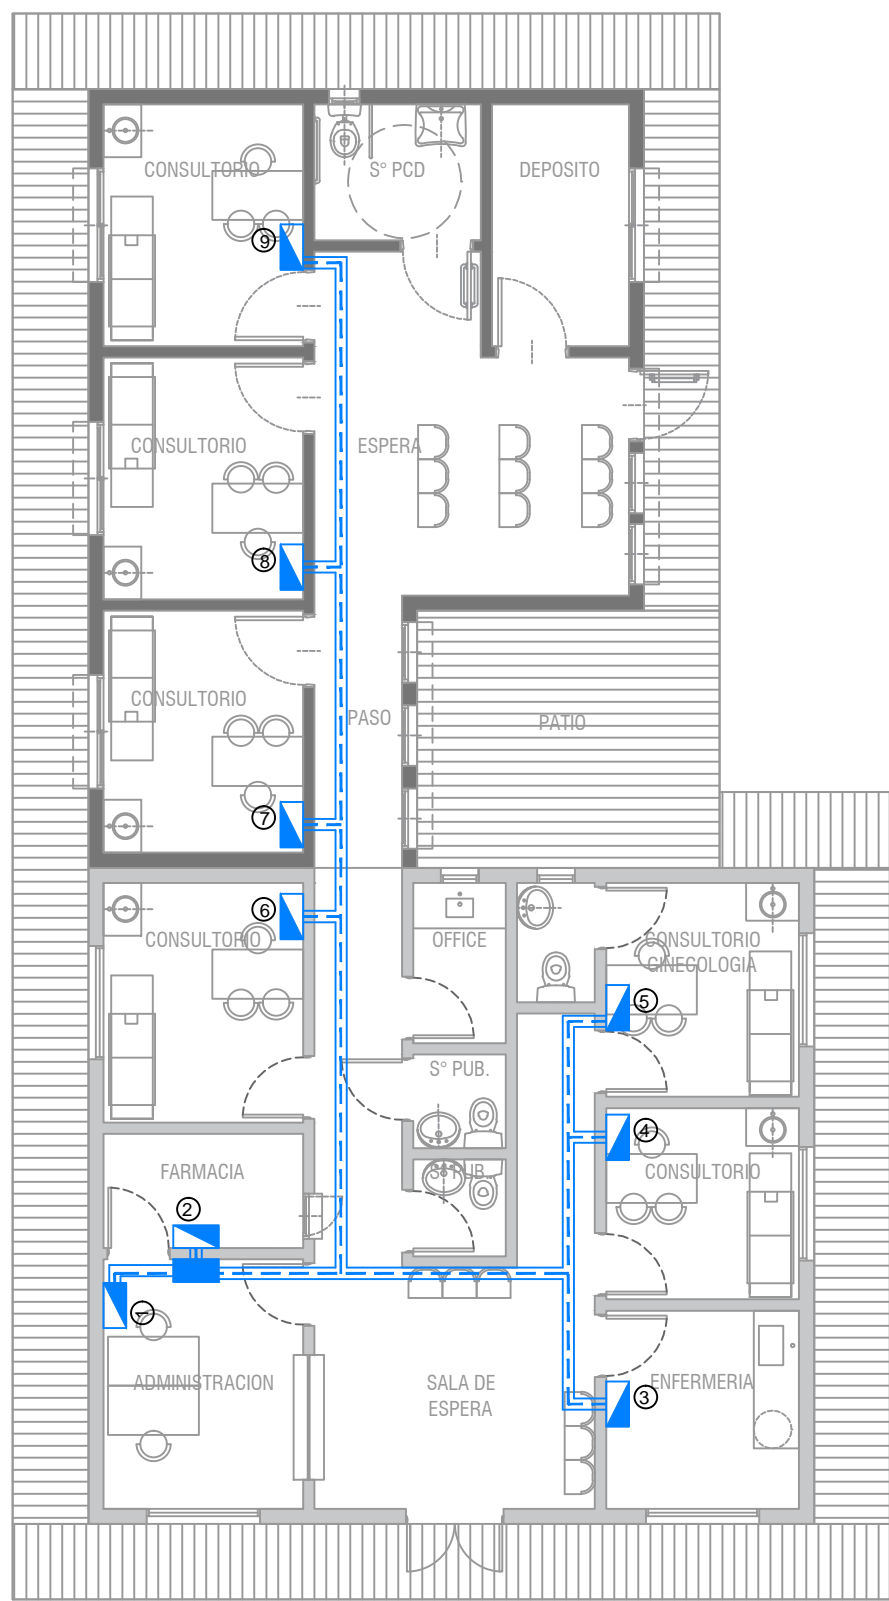 CONSULTORIO
S° PCD
DEPOSITO
9
CONSULTORIO
ESPERA
8
CONSULTORIO
PASO
PATIO
7
6
CONSULTORIO
OFFICE
CONSULTORIO
GINECOLOGIA
5
S° PUB.
4
FARMACIA
S° PUB.
CONSULTORIO
2
1
ADMINISTRACION
SALA DE
ESPERA
ENFERMERIA
3